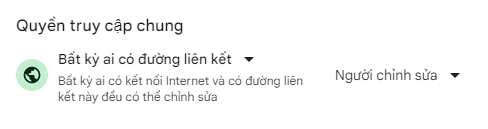 Quyền truy cập chung
Bất kỳ ai có đường liên kết
Bất kỳ ai có kết nối Internet và có đường liên
kết này đều có thể chỉnh sửa
Người chỉnh sửa